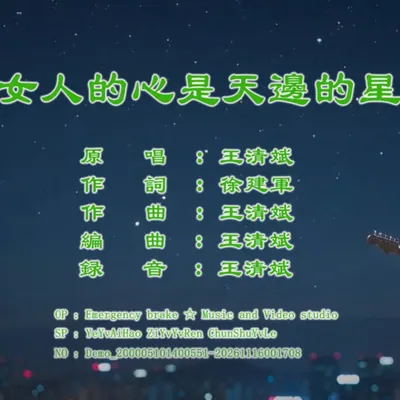 女人的心是天邊的星
原 唱 : 王清斌
作 詞 : 徐建軍
作 曲 : 王清斌
編 曲 : 王清斌
録 音 : 王清斌
OP : Emergency brake ☆ Music and Video studio
SP : YeYvAiHao ZiYvYvRen ChunShuYvLe
NO : Demo_200005101400551-20261116001708